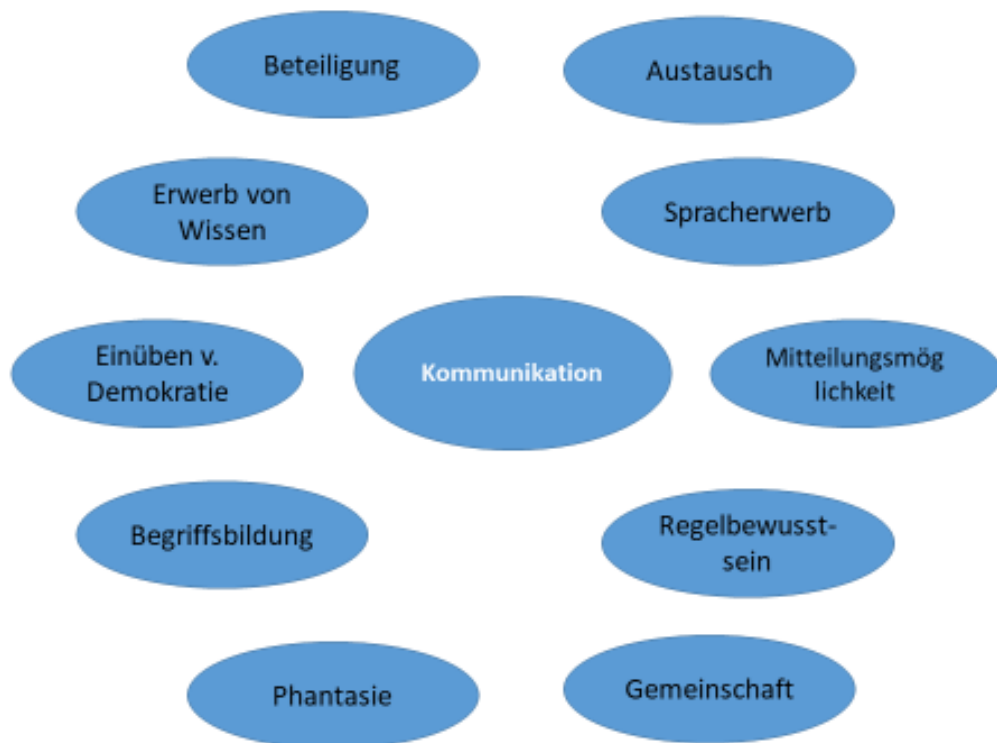 Beteiligung
Austausch
Erwerb von
Wissen
Spracherwerb
Einüben v.
Demokratie
Kommunikation
Mitteilungsmög
lichkeit
Begriffsbildung
Regelbewusst-
sein
Phantasie
Gemeinschaft